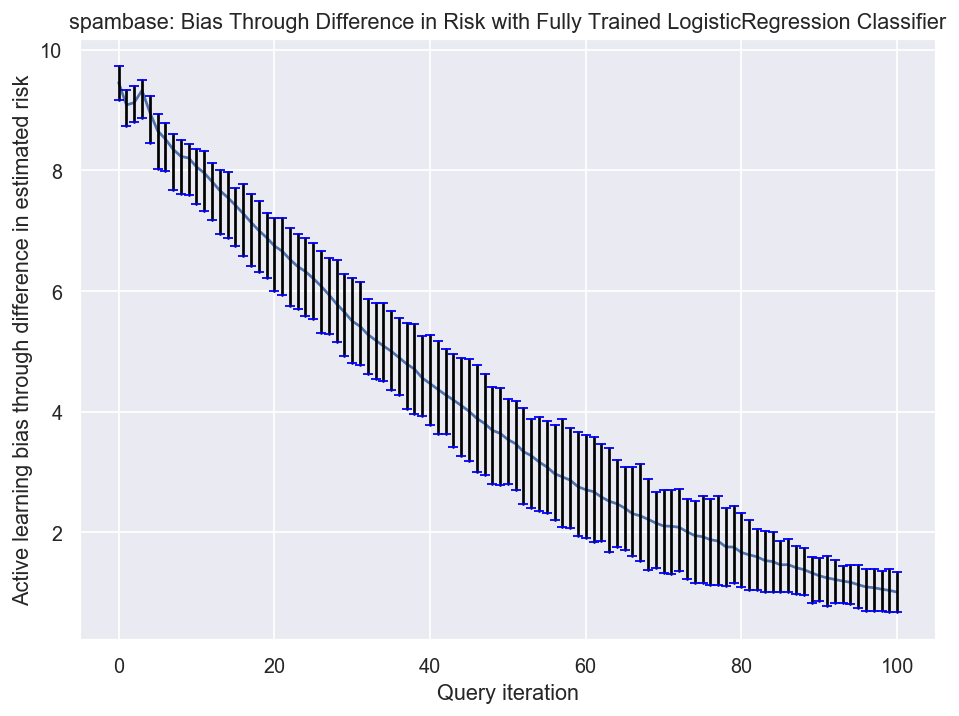 spambase: Bias Through Difference in Risk with Fully Trained LogisticRegression Classifier
Active learning bias through difference in estimated risk
10
8
6
4
2
0 20 40 60 80 100
Query iteration